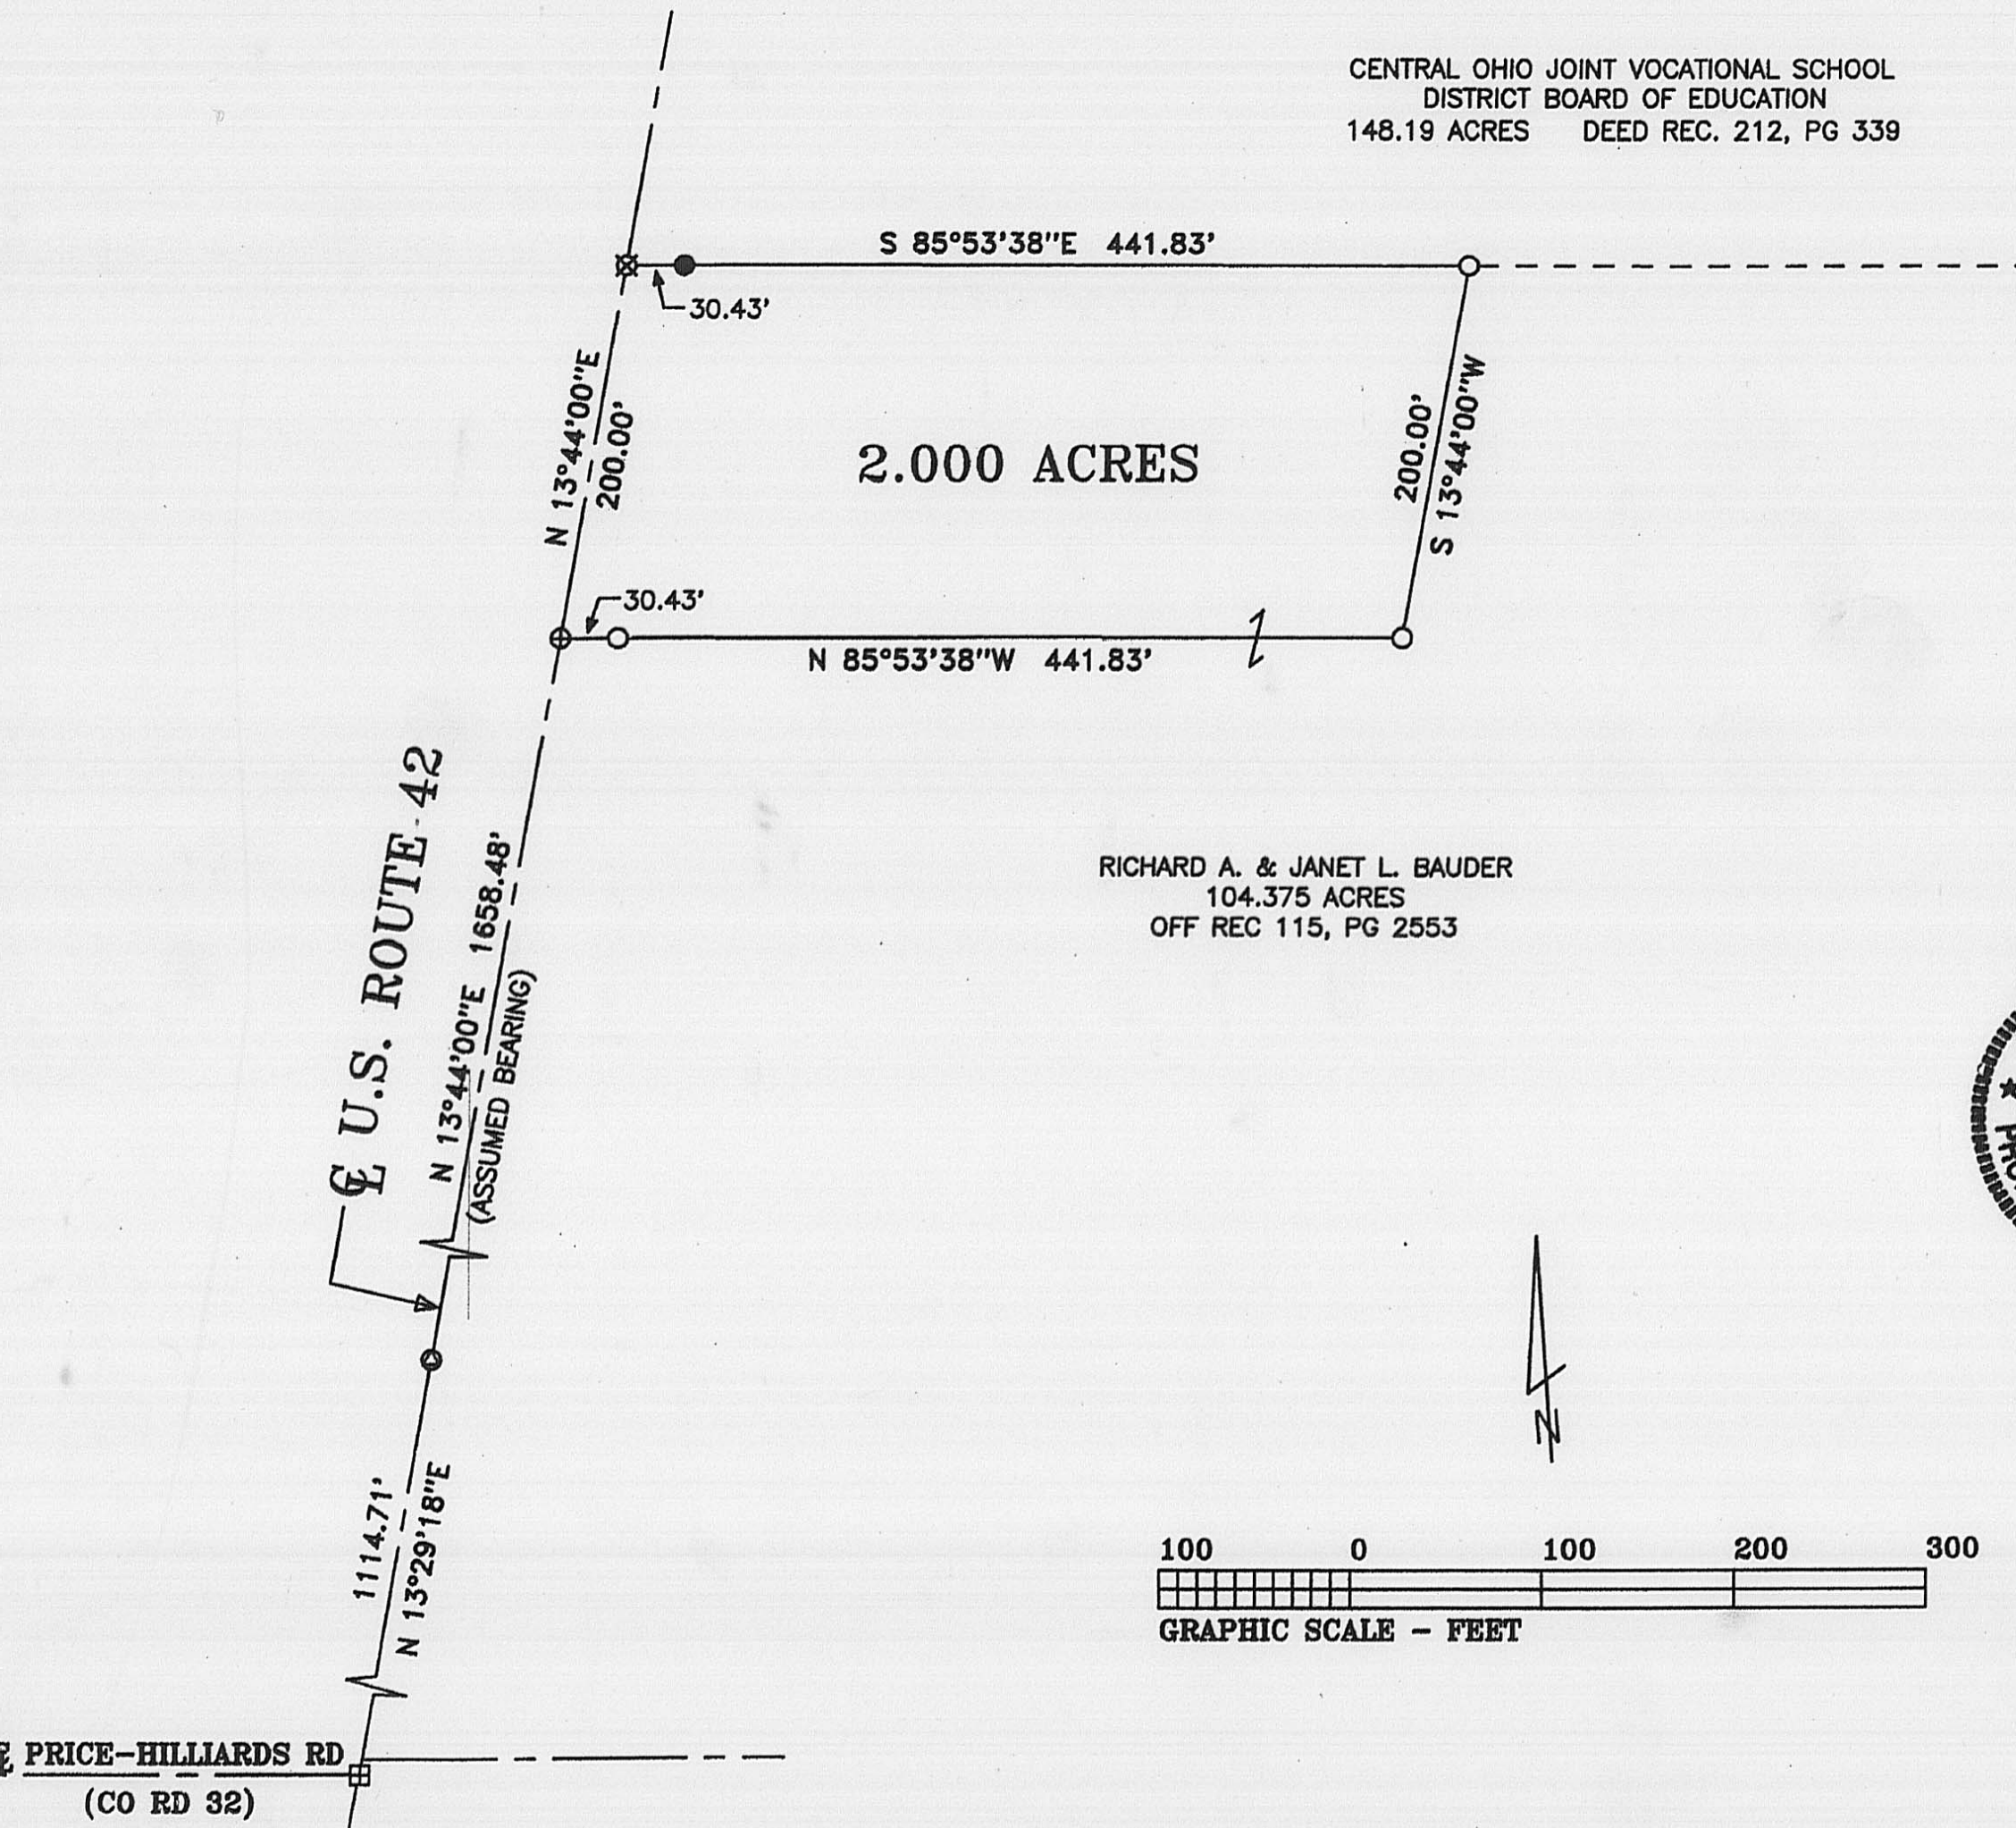 CENTRAL OHIO JOINT VOCATIONAL SCHOOL
DISTRICT BOARD OF EDUCATION
148.19 ACRES DEED REC. 212, PG 339
S 85°53'38"E 441.83'
30.43'
N 13°44'00"E
200.00'
2.000 ACRES
200.00'
S 13°44'00"W
30.43'
N 85°53'38"W 441.83'
℄ U.S. ROUTE 42
N 13°44'00"E 1658.48'
(ASSUMED BEARING)
RICHARD A. & JANET L. BAUDER
104.375 ACRES
OFF REC 115, PG 2553
N
1114.71'
N 13°29'18"E
100 0 100 200 300
GRAPHIC SCALE - FEET
℄ PRICE-HILLIARDS RD
(CO RD 32)